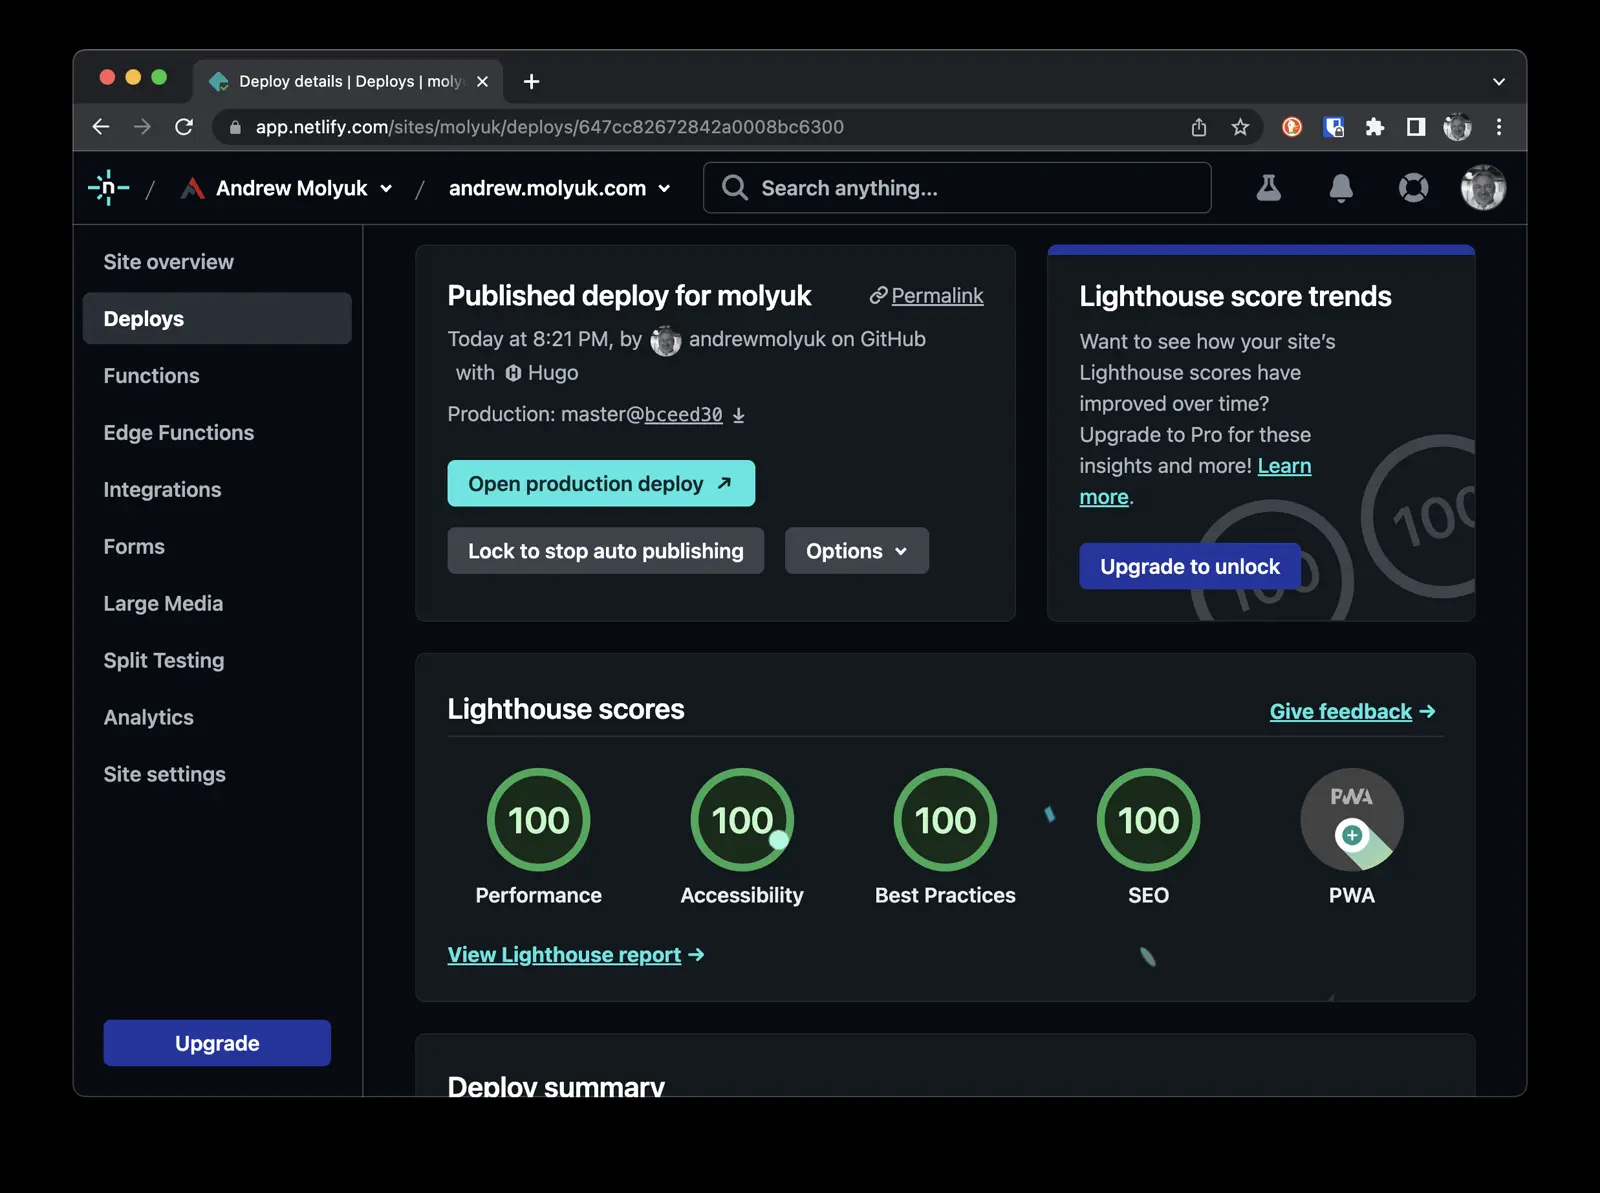 Deploy details | Deploys | moly
app.netlify.com/sites/molyuk/deploys/647cc82672842a0008bc6300
n / Andrew Molyuk / andrew.molyuk.com
Search anything...
Site overview
Deploys
Functions
Edge Functions
Integrations
Forms
Large Media
Split Testing
Analytics
Site settings
Upgrade
Published deploy for molyuk
Permalink
Today at 8:21 PM, by andrewmolyuk on GitHub
with Hugo
Production: master@bceed30
Open production deploy
Lock to stop auto publishing
Options
Lighthouse score trends
Want to see how your site’s
Lighthouse scores have
improved over time?
Upgrade to Pro for these
insights and more! Learn
more.
Upgrade to unlock
100
100
Lighthouse scores
Give feedback →
100
Performance
100
Accessibility
100
Best Practices
100
SEO
PWA
PWA
View Lighthouse report →
Deploy summary